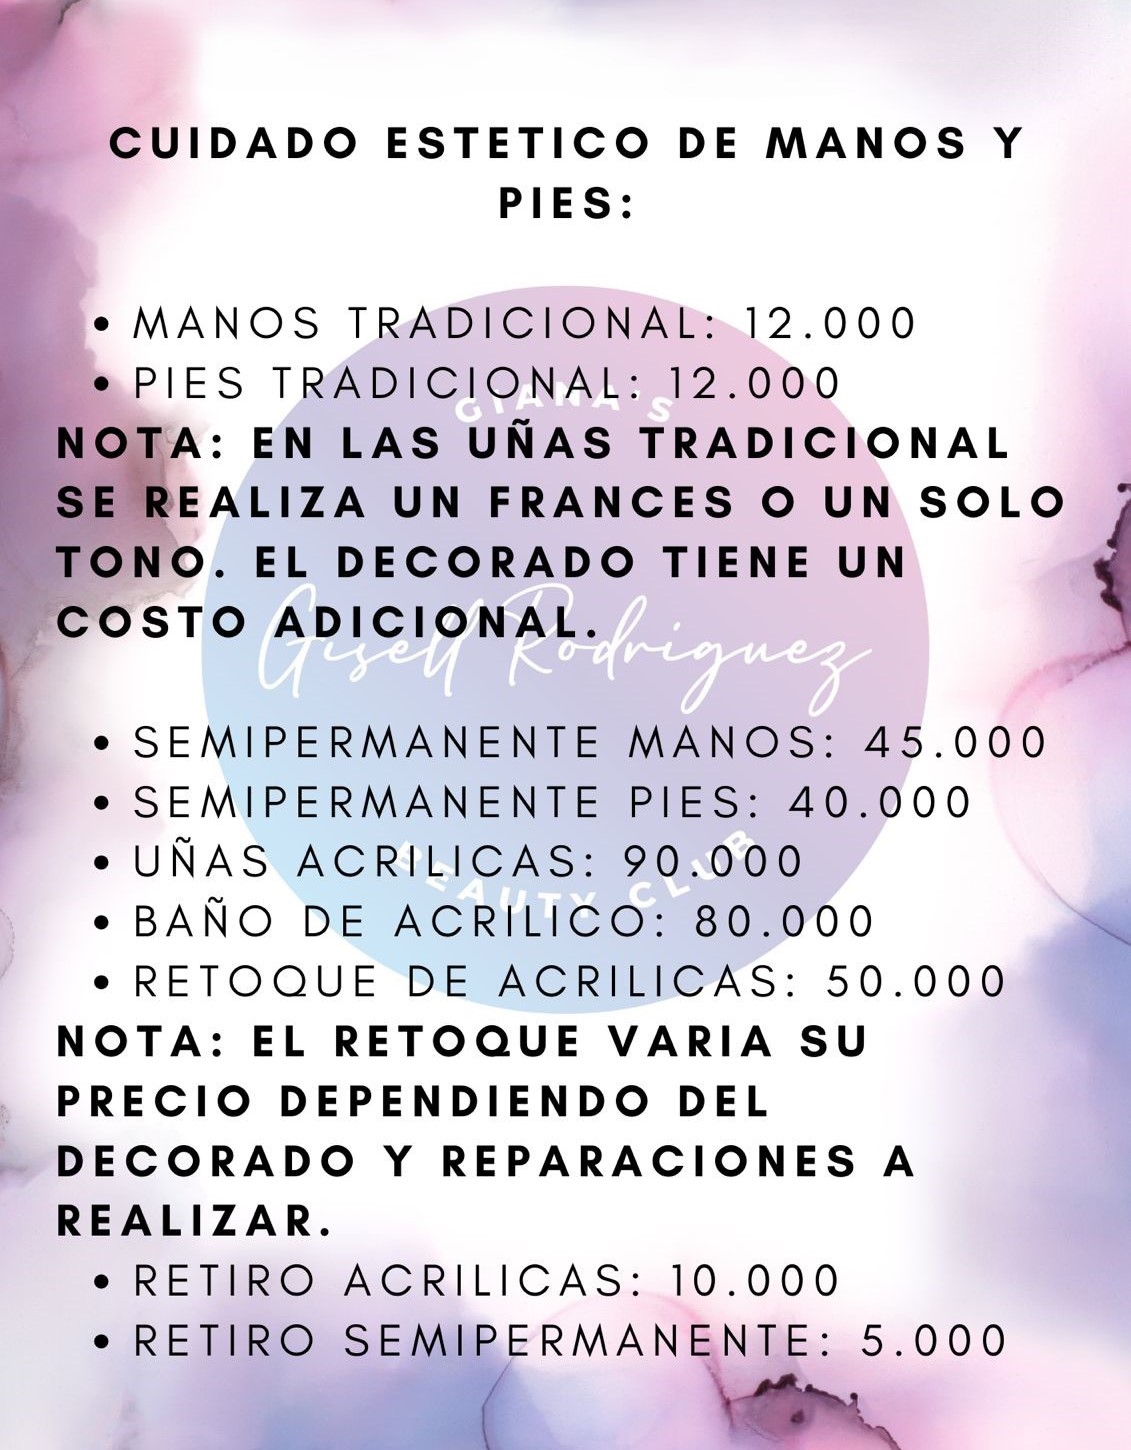 CUIDADO ESTETICO DE MANOS Y
PIES:
• MANOS TRADICIONAL: 12.000
• PIES TRADICIONAL: 12.000
GIANA'S
NOTA: EN LAS UÑAS TRADICIONAL
SE REALIZA UN FRANCES O UN SOLO
TONO. EL DECORADO TIENE UN
COSTO ADICIONAL.
Gisell Rodriguez
• SEMIPERMANENTE MANOS: 45.000
• SEMIPERMANENTE PIES: 40.000
• UÑAS ACRILICAS: 90.000
BEAUTY CLUB
• BAÑO DE ACRILICO: 80.000
• RETOQUE DE ACRILICAS: 50.000
NOTA: EL RETOQUE VARIA SU
PRECIO DEPENDIENDO DEL
DECORADO Y REPARACIONES A
REALIZAR.
• RETIRO ACRILICAS: 10.000
• RETIRO SEMIPERMANENTE: 5.000